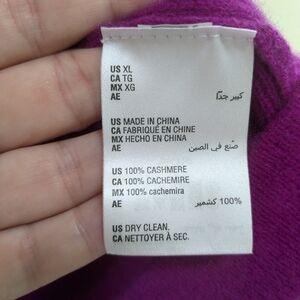 US XL
CA TG
MX XG
AE كبير جدًا
US MADE IN CHINA
CA FABRIQUÉ EN CHINE
MX HECHO EN CHINA
AE صنع في الصين
US 100% CASHMERE
CA 100% CACHEMIRE
MX 100% cachemira
AE 100% كشمير
US DRY CLEAN.
CA NETTOYER À SEC.